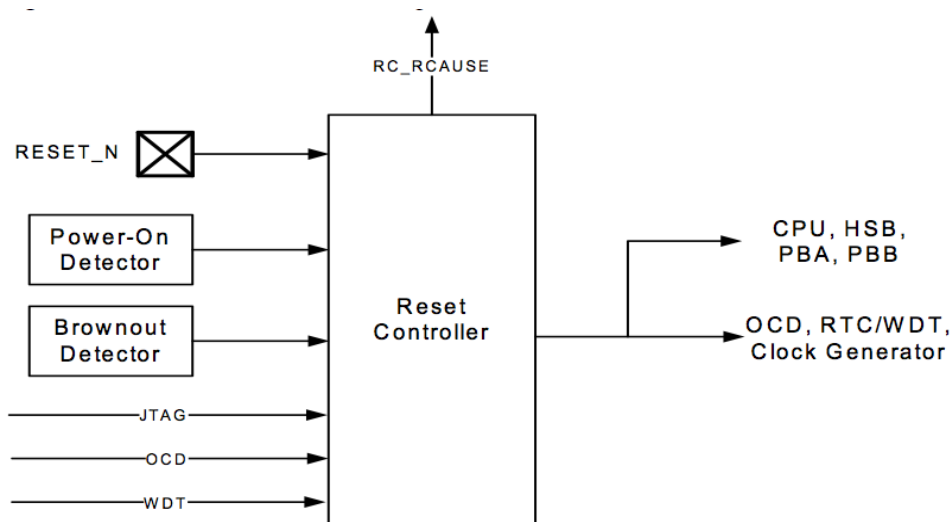 RC_RCAUSE
RESET_N
Power-On
Detector
Brownout
Detector
JTAG
OCD
WDT
Reset
Controller
CPU, HSB,
PBA, PBB
OCD, RTC/WDT,
Clock Generator